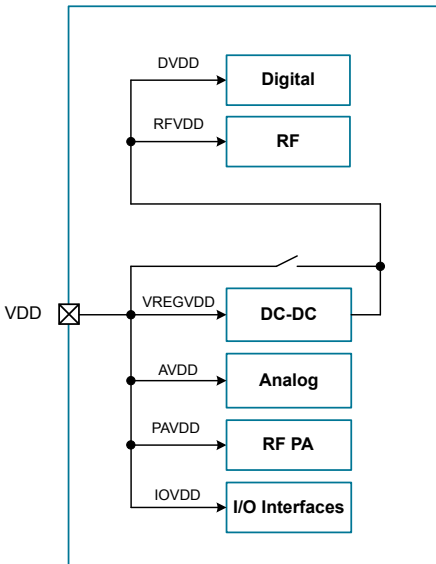 DVDD
Digital
RFVDD
RF
VDD
VREGVDD
DC-DC
AVDD
Analog
PAVDD
RF PA
IOVDD
I/O Interfaces